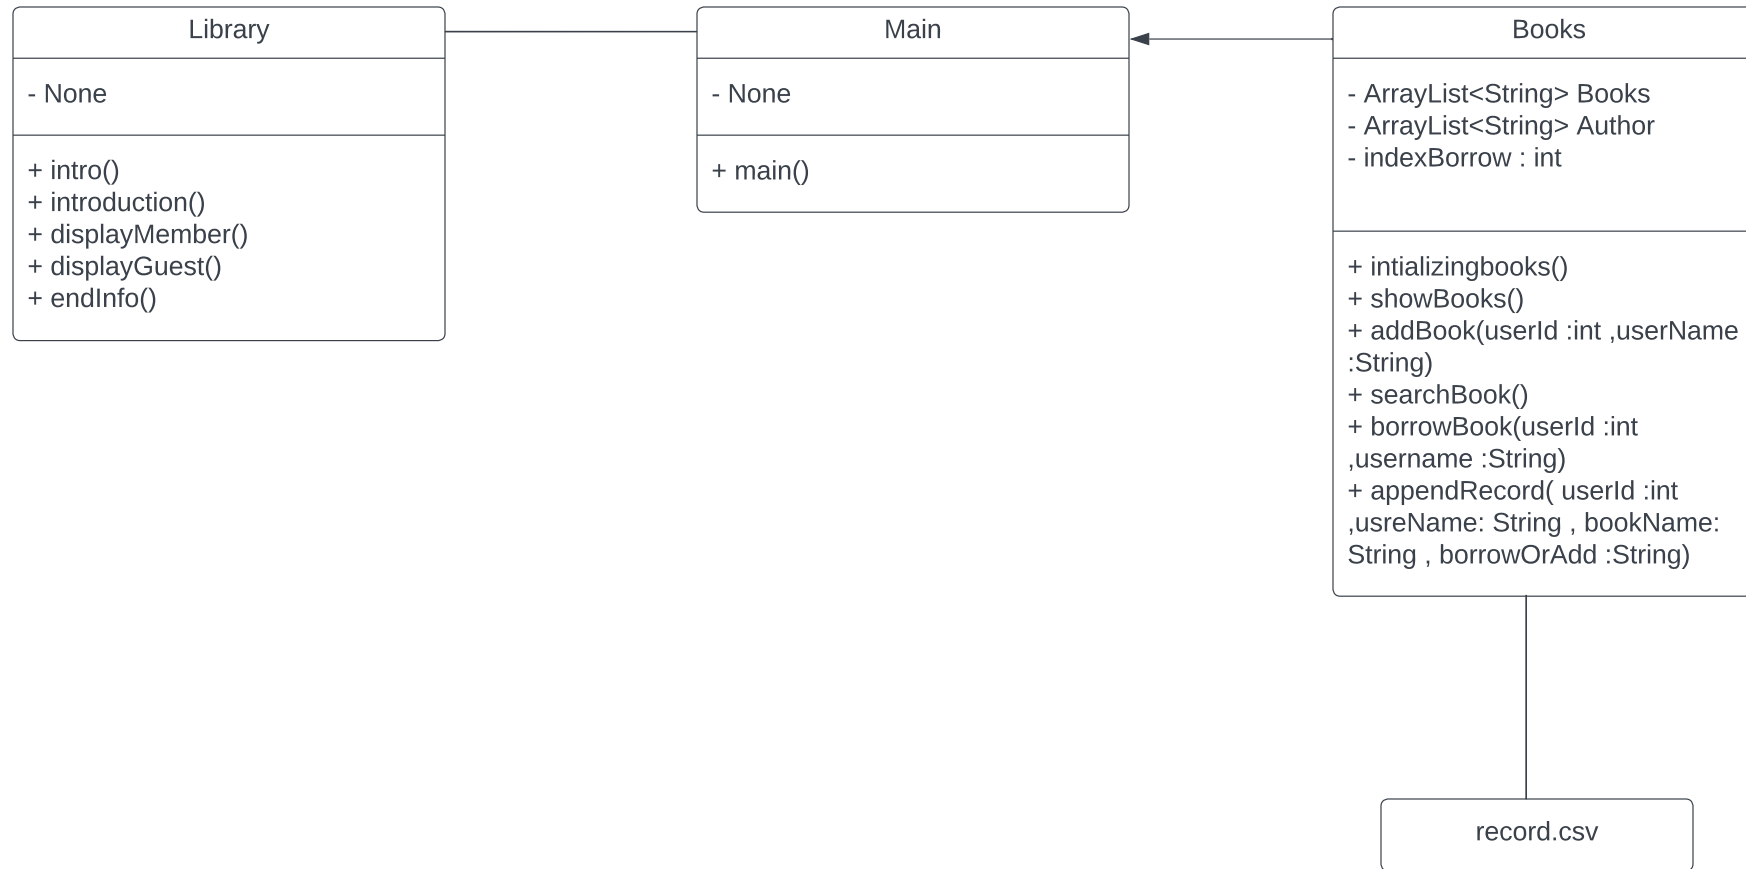 Library
- None
+ intro()
+ introduction()
+ displayMember()
+ displayGuest()
+ endInfo()
Main
- None
+ main()
Books
- ArrayList<String> Books
- ArrayList<String> Author
- indexBorrow : int
+ intializingbooks()
+ showBooks()
+ addBook(userId :int ,userName
:String)
+ searchBook()
+ borrowBook(userId :int
,username :String)
+ appendRecord( userId :int
,usreName: String , bookName:
String , borrowOrAdd :String)
record.csv